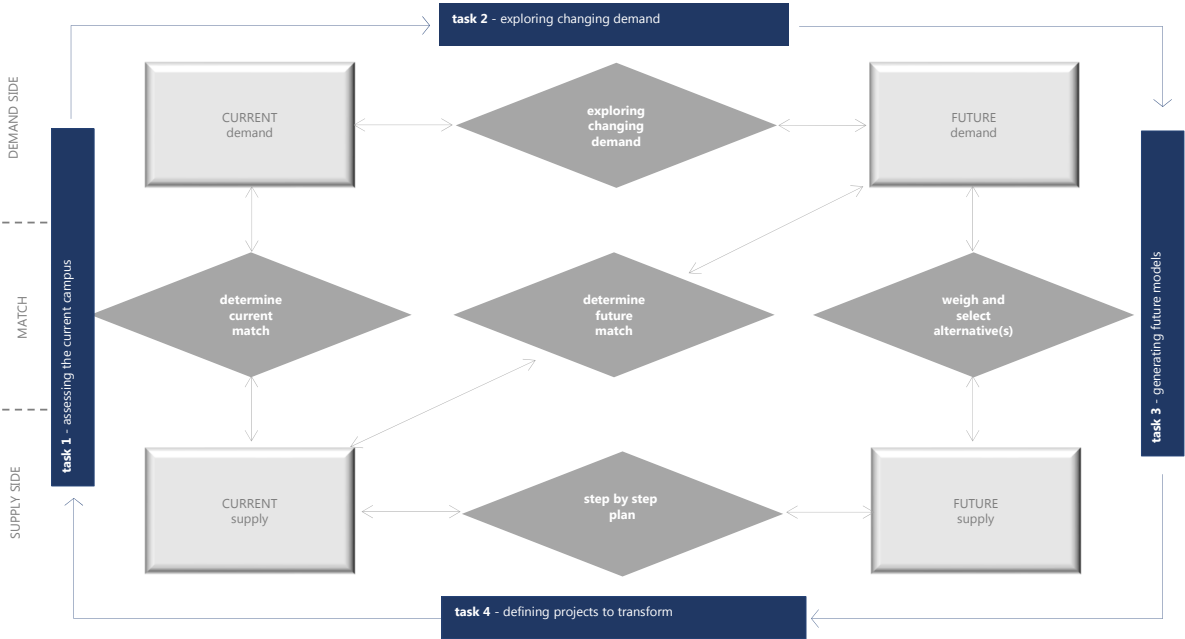 task 2 - exploring changing demand
DEMAND SIDE
CURRENT
demand
exploring
changing
demand
FUTURE
demand
task 1 - assessing the current campus
MATCH
determine
current
match
determine
future
match
weigh and
select
alternative(s)
task 3 - generating future models
SUPPLY SIDE
CURRENT
supply
step by step
plan
FUTURE
supply
task 4 - defining projects to transform